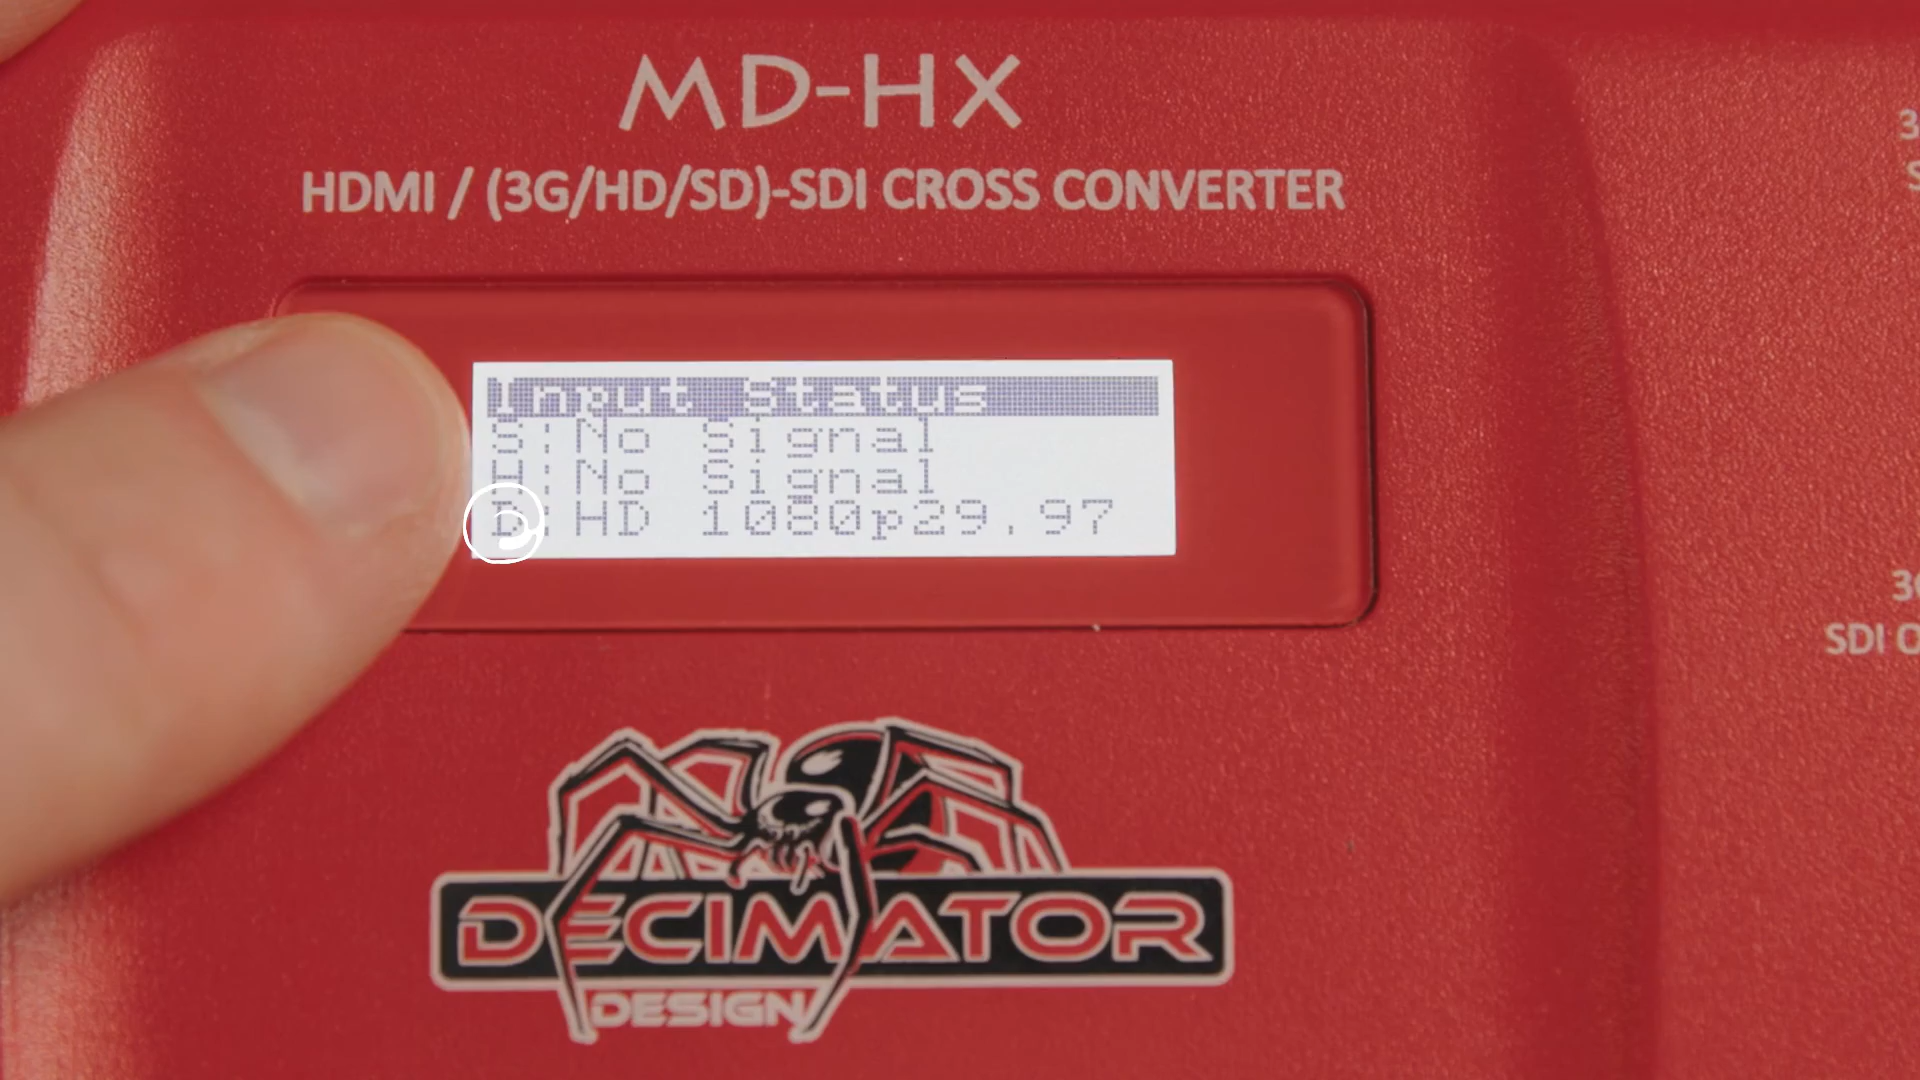 MD-HX
HDMI / (3G/HD/SD)-SDI CROSS CONVERTER
Input Status
S:No Signal
H:No Signal
D:HD 1080p29.97
DECIMATOR
DESIGN
SDI